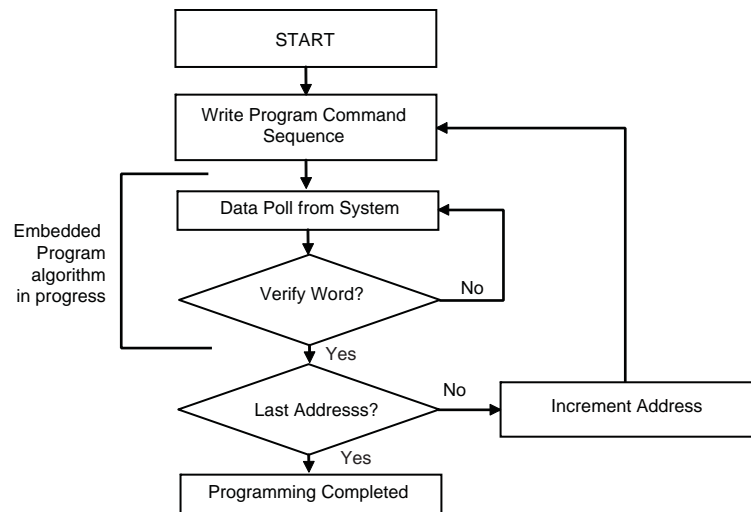 START
Write Program Command
Sequence
Data Poll from System
Embedded
Program
algorithm
in progress
Verify Word?
No
Yes
Last Addresss?
No
Increment Address
Yes
Programming Completed